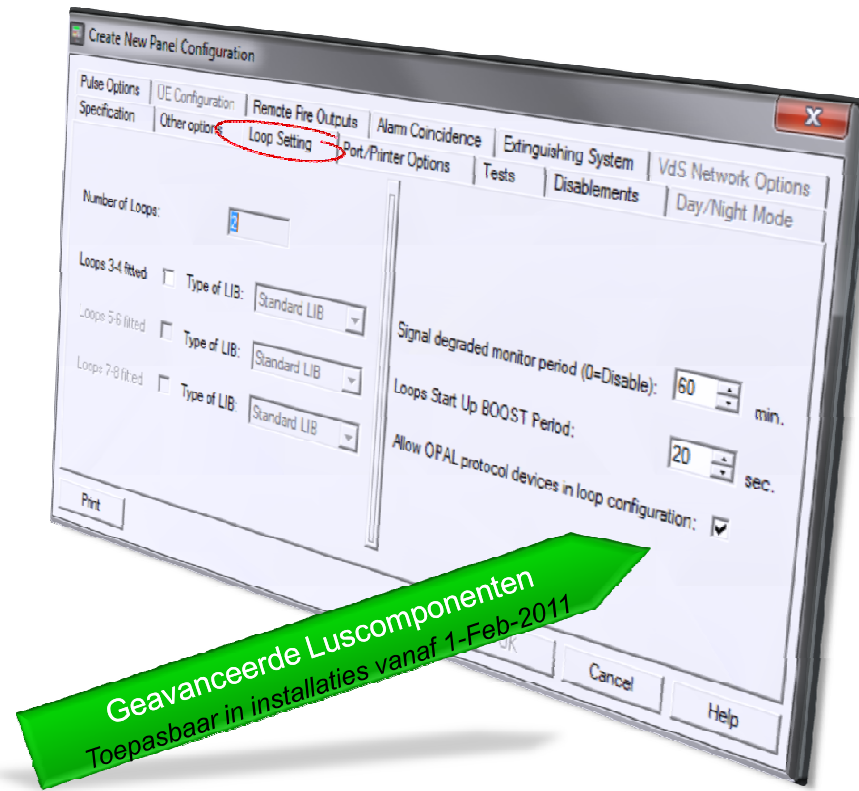 Create New Panel Configuration
X
Pulse Options
DE Configuration
Remote Fire Outputs
Alarm Coincidence
Extinguishing System
VdS Network Options
Specification
Other options
Loop Setting
Port/Printer Options
Tests
Disablements
Day/Night Mode
Number of Loops:
2
Loops 3-4 fitted
Type of LIB:
Standard LIB
Loops 5-6 fitted
Type of LIB:
Standard LIB
Loops 7-8 fitted
Type of LIB:
Standard LIB
Signal degraded monitor period (0=Disable):
60
min.
Loops Start Up BOOST Period:
20
sec.
Allow OPAL protocol devices in loop configuration:
Print
OK
Cancel
Help
Geavanceerde Luscomponenten
Toepasbaar in installaties vanaf 1-Feb-2011